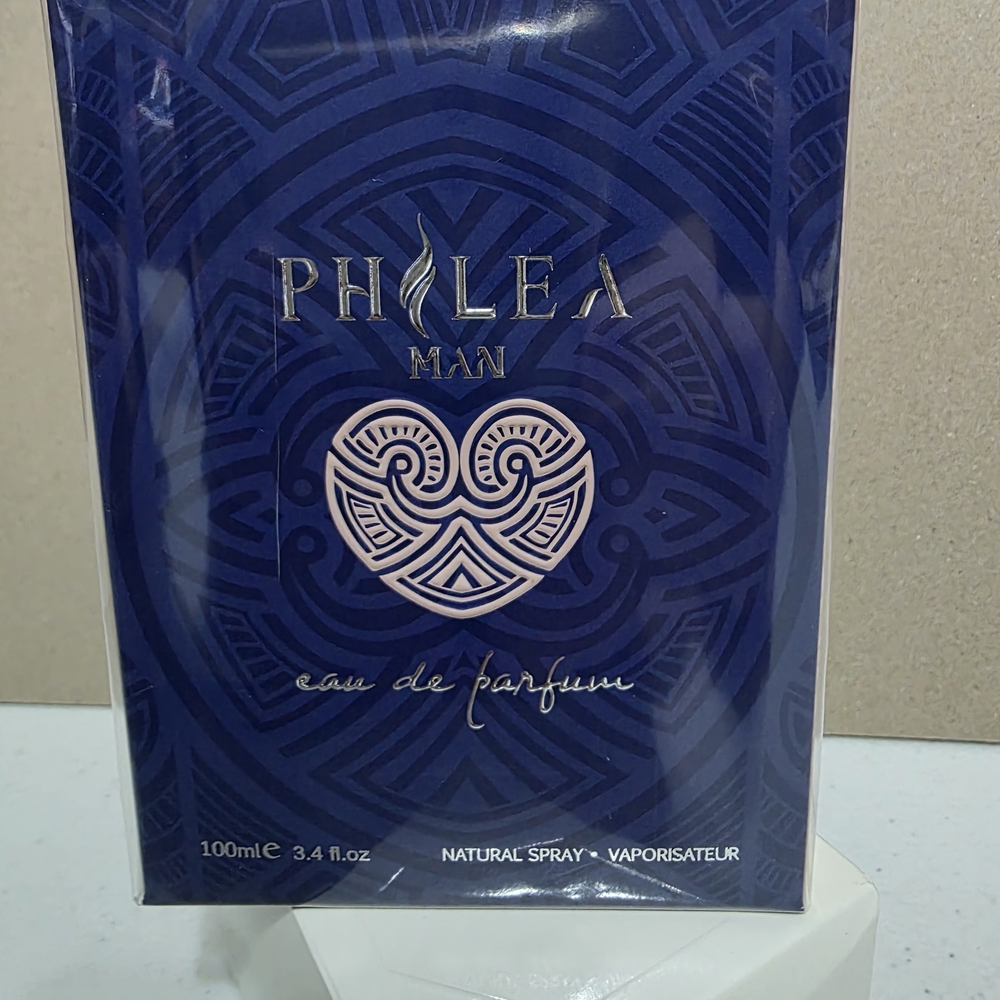 PHILEA
MAN
eau de parfum
100ml℮ 3.4 fl.oz NATURAL SPRAY • VAPORISATEUR